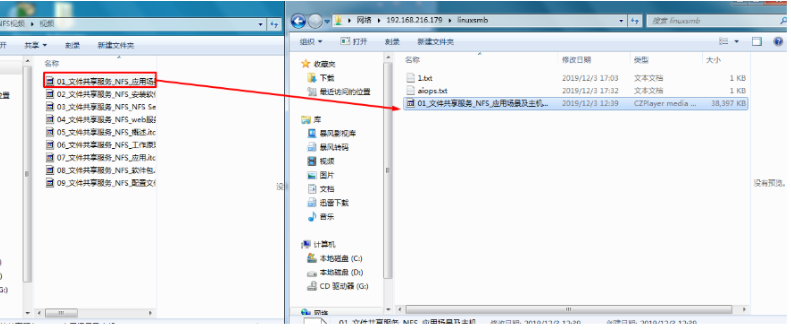 NFS视频 ▸ 视频
共享 刻录 新建文件夹
名称
01_文件共享服务_NFS_应用场
02_文件共享服务_NFS_安装软
03_文件共享服务_NFS_NFS Se
04_文件共享服务_NFS_web服
05_文件共享服务_NFS_概述.itc
06_文件共享服务_NFS_工作原
07_文件共享服务_NFS_应用.itc
08_文件共享服务_NFS_软件包.
09_文件共享服务_NFS_配置文
网络 ▸ 192.168.216.179 ▸ linuxsmb
搜索 linuxsmb
组织 打开 刻录 新建文件夹
收藏夹
下载
最近访问的位置
库
暴风影视库
暴风转码
视频
图片
文档
迅雷下载
音乐
计算机
本地磁盘 (C:)
本地磁盘 (D:)
CD 驱动器 (G:)
网络
名称 修改日期 类型 大小
1.txt 2019/12/3 17:03 文本文档 1 KB
aiops.txt 2019/12/3 17:32 文本文档 1 KB
01_文件共享服务_NFS_应用场景及主机... 2019/12/3 12:39 CZPlayer media ... 38,397 KB
没有预览。
01_文件共享服务_NFS_应用场景及主机 修改日期: 2019/12/3 12:39 创建日期: 2019/12/3 12:39